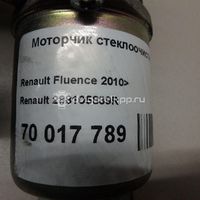 Моторчик стеклоочист
Renault Fluence 2010>
Renault 288105683R
70 017 789